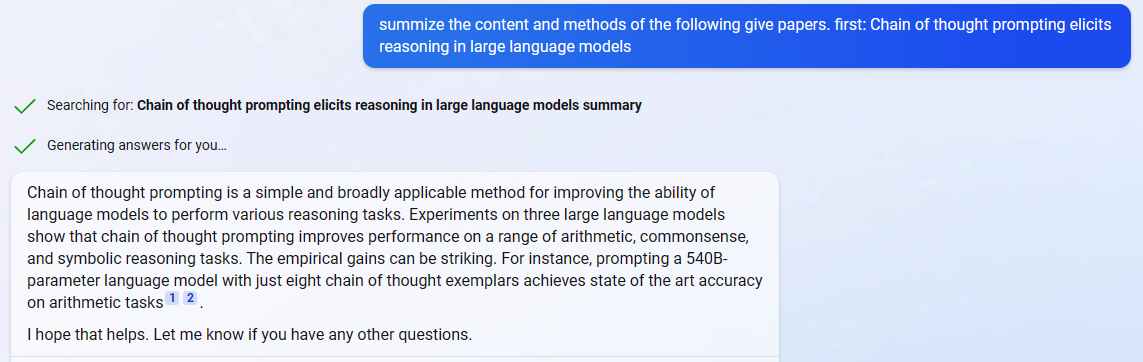 summize the content and methods of the following give papers. first: Chain of thought prompting elicits
reasoning in large language models
Searching for: Chain of thought prompting elicits reasoning in large language models summary
Generating answers for you...
Chain of thought prompting is a simple and broadly applicable method for improving the ability of
language models to perform various reasoning tasks. Experiments on three large language models
show that chain of thought prompting improves performance on a range of arithmetic, commonsense,
and symbolic reasoning tasks. The empirical gains can be striking. For instance, prompting a 540B-
parameter language model with just eight chain of thought exemplars achieves state of the art accuracy
on arithmetic tasks 1 2 .
I hope that helps. Let me know if you have any other questions.